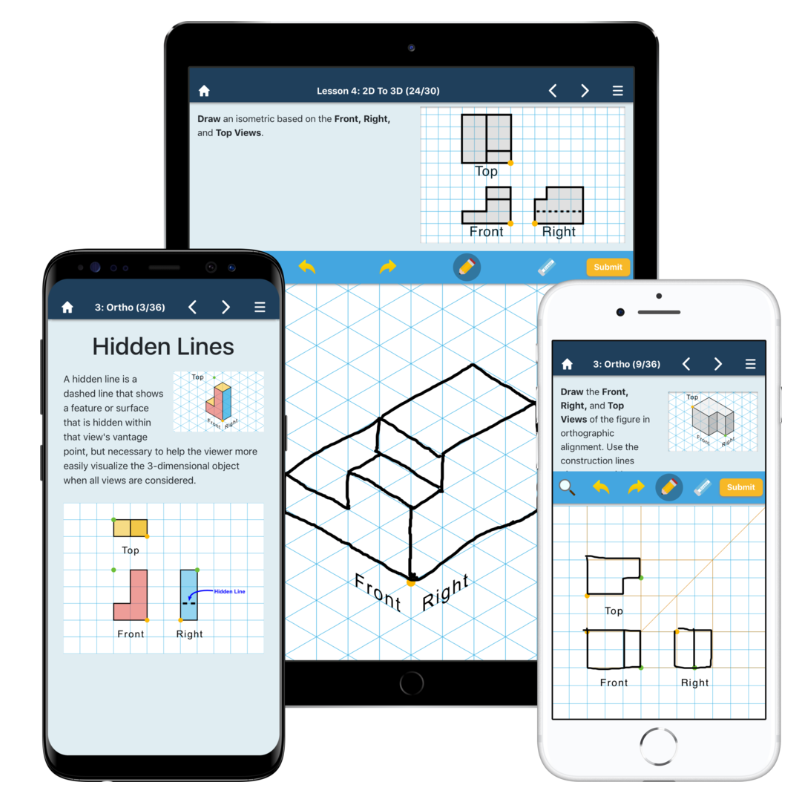 Lesson 4: 2D To 3D (24/30)
Draw an isometric based on the Front, Right,
and Top Views.
Top
Front
Right
Submit
Front
Right
3: Ortho (3/36)
Hidden Lines
A hidden line is a
dashed line that shows
a feature or surface
that is hidden within
that view's vantage
point, but necessary to help the viewer more
easily visualize the 3-dimensional object
when all views are considered.
Top
Front
Right
Top
Hidden Line
Front
Right
3: Ortho (9/36)
Draw the Front,
Right, and Top
Views of the figure in
orthographic
alignment. Use the
construction lines
Top
Front
Right
Submit
Top
Front
Right